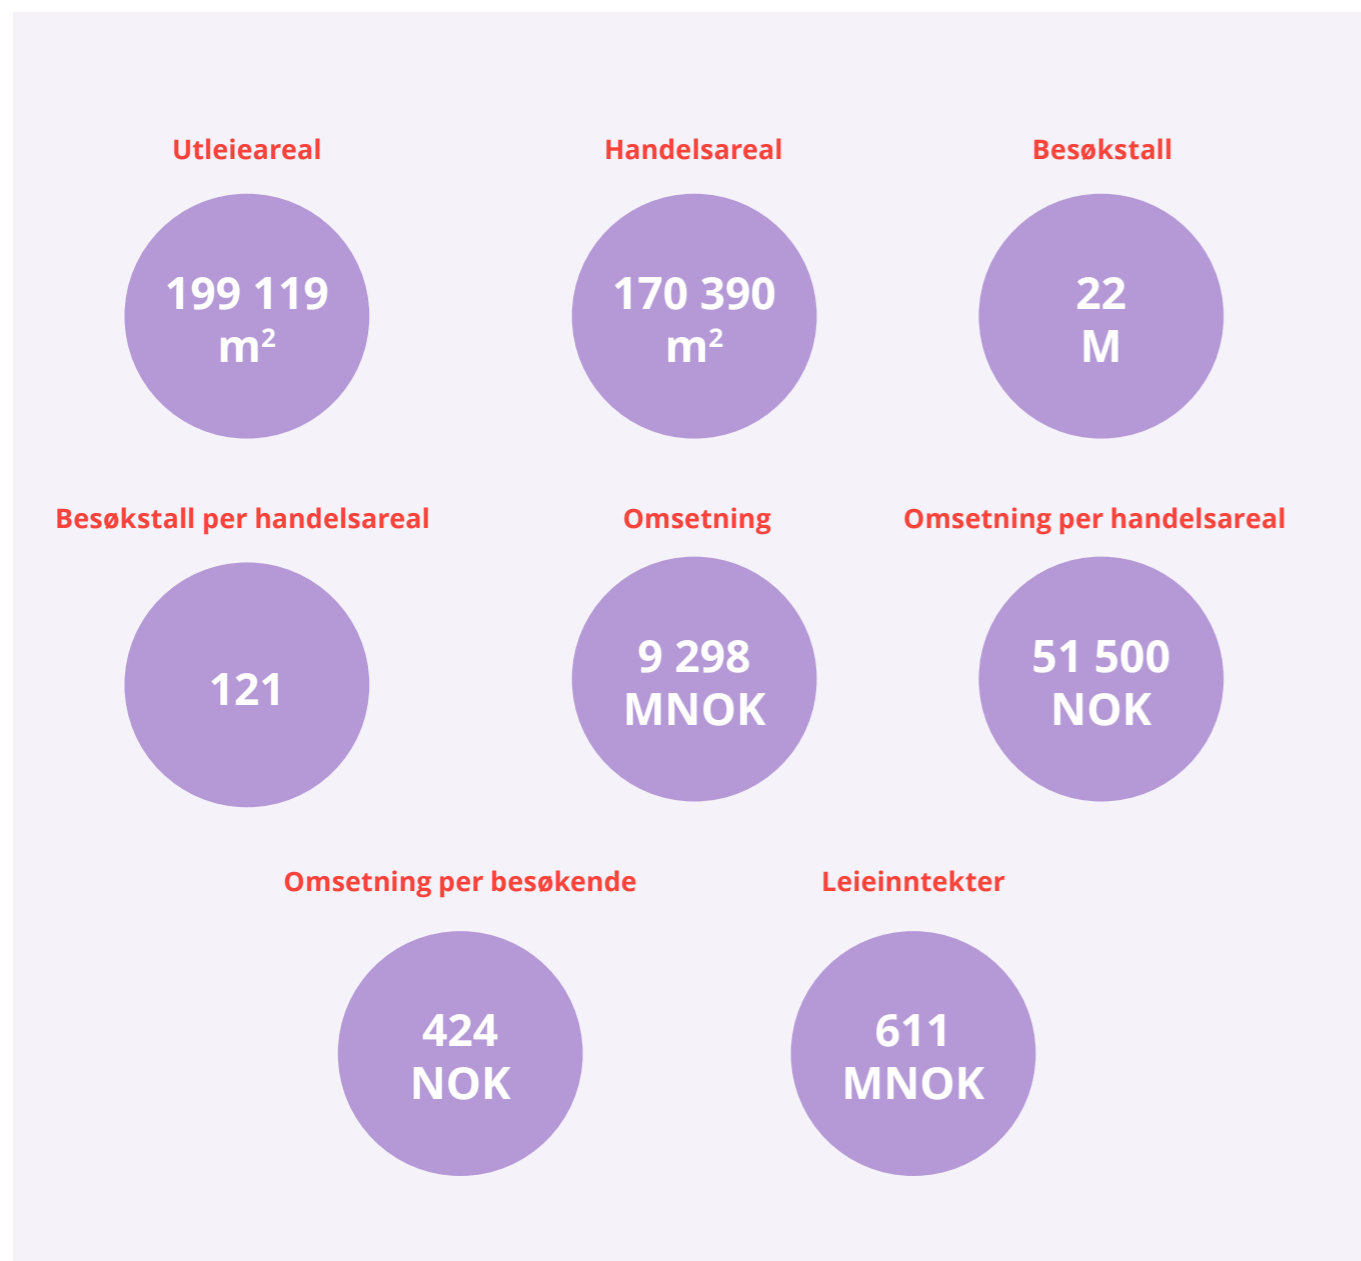 Utleieareal
199 119
m²
Handelsareal
170 390
m²
Besøkstall
22
M
Besøkstall per handelsareal
121
Omsetning
9 298
MNOK
Omsetning per handelsareal
51 500
NOK
Omsetning per besøkende
424
NOK
Leieinntekter
611
MNOK